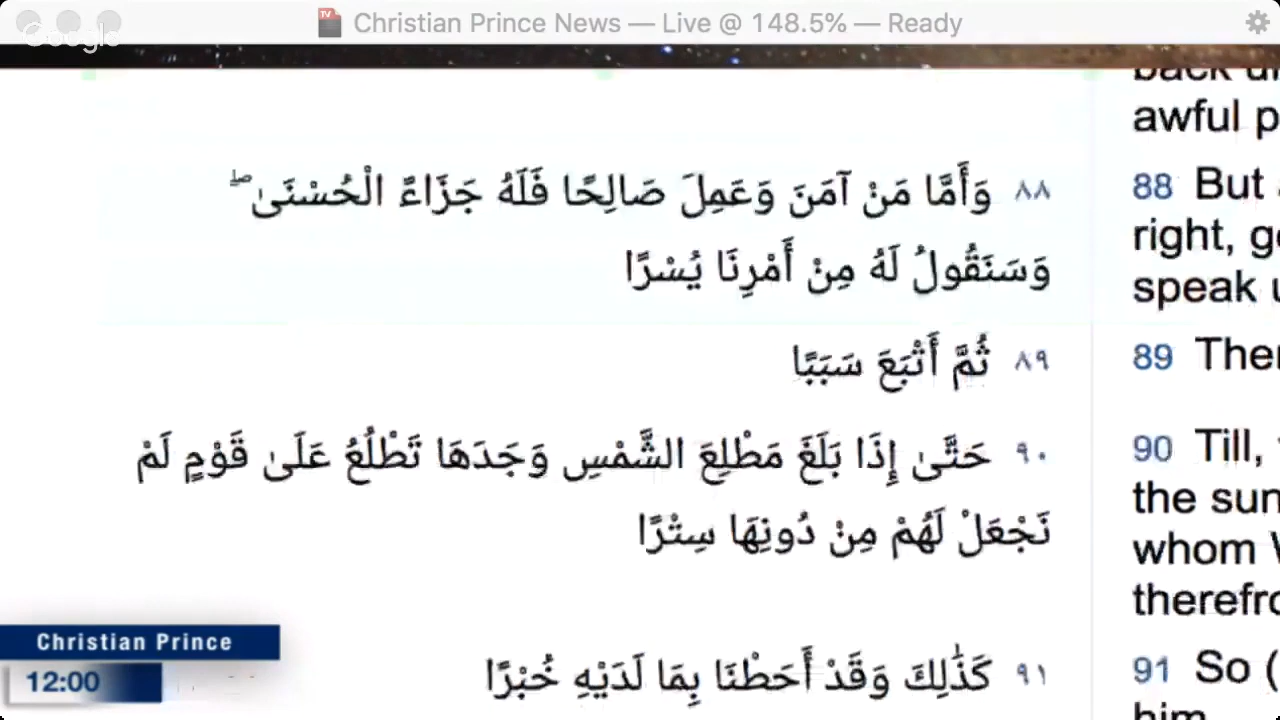 Google
Christian Prince News — Live @ 148.5% — Ready
٨٨ وَأَمَّا مَنْ آمَنَ وَعَمِلَ صَالِحًا فَلَهُ جَزَاءً الْحُسْنَىٰ ۖ
وَسَنَقُولُ لَهُ مِنْ أَمْرِنَا يُسْرًا
٨٩ ثُمَّ أَتْبَعَ سَبَبًا
٩٠ حَتَّىٰ إِذَا بَلَغَ مَطْلِعَ الشَّمْسِ وَجَدَهَا تَطْلُعُ عَلَىٰ قَوْمٍ لَمْ
نَجْعَلْ لَهُمْ مِنْ دُونِهَا سِتْرًا
٩١ كَذَٰلِكَ وَقَدْ أَحَطْنَا بِمَا لَدَيْهِ خُبْرًا
back
awful p
88 But
right, g
speak u
89 Ther
90 Till,
the sun
whom W
therefro
91 So (
him
Christian Prince
12:00